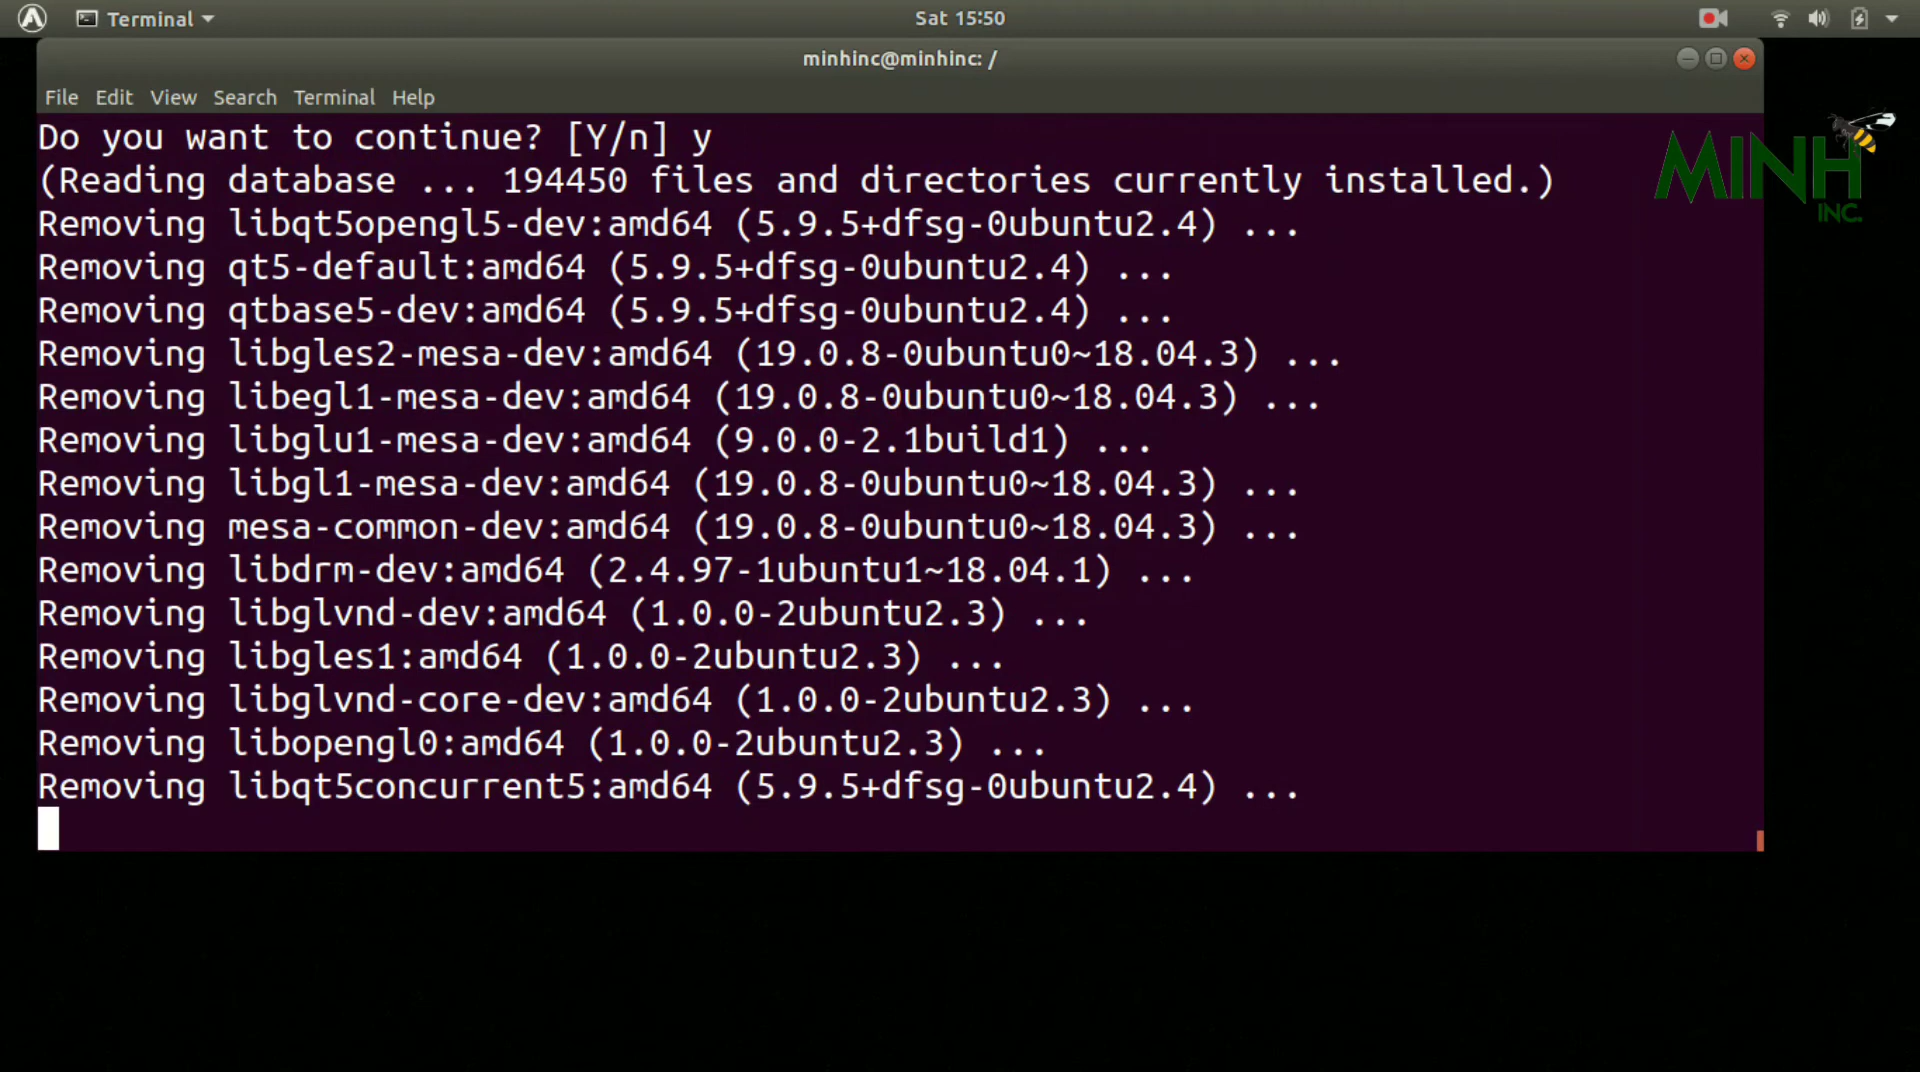 Terminal
Sat 15:50
minhinc@minhinc: /
File Edit View Search Terminal Help
Do you want to continue? [Y/n] y
(Reading database ... 194450 files and directories currently installed.)
Removing libqt5opengl5-dev:amd64 (5.9.5+dfsg-0ubuntu2.4) ...
Removing qt5-default:amd64 (5.9.5+dfsg-0ubuntu2.4) ...
Removing qtbase5-dev:amd64 (5.9.5+dfsg-0ubuntu2.4) ...
Removing libgles2-mesa-dev:amd64 (19.0.8-0ubuntu0~18.04.3) ...
Removing libegl1-mesa-dev:amd64 (19.0.8-0ubuntu0~18.04.3) ...
Removing libglu1-mesa-dev:amd64 (9.0.0-2.1build1) ...
Removing libgl1-mesa-dev:amd64 (19.0.8-0ubuntu0~18.04.3) ...
Removing mesa-common-dev:amd64 (19.0.8-0ubuntu0~18.04.3) ...
Removing libdrm-dev:amd64 (2.4.97-1ubuntu1~18.04.1) ...
Removing libglvnd-dev:amd64 (1.0.0-2ubuntu2.3) ...
Removing libgles1:amd64 (1.0.0-2ubuntu2.3) ...
Removing libglvnd-core-dev:amd64 (1.0.0-2ubuntu2.3) ...
Removing libopengl0:amd64 (1.0.0-2ubuntu2.3) ...
Removing libqt5concurrent5:amd64 (5.9.5+dfsg-0ubuntu2.4) ...
MINH
INC.